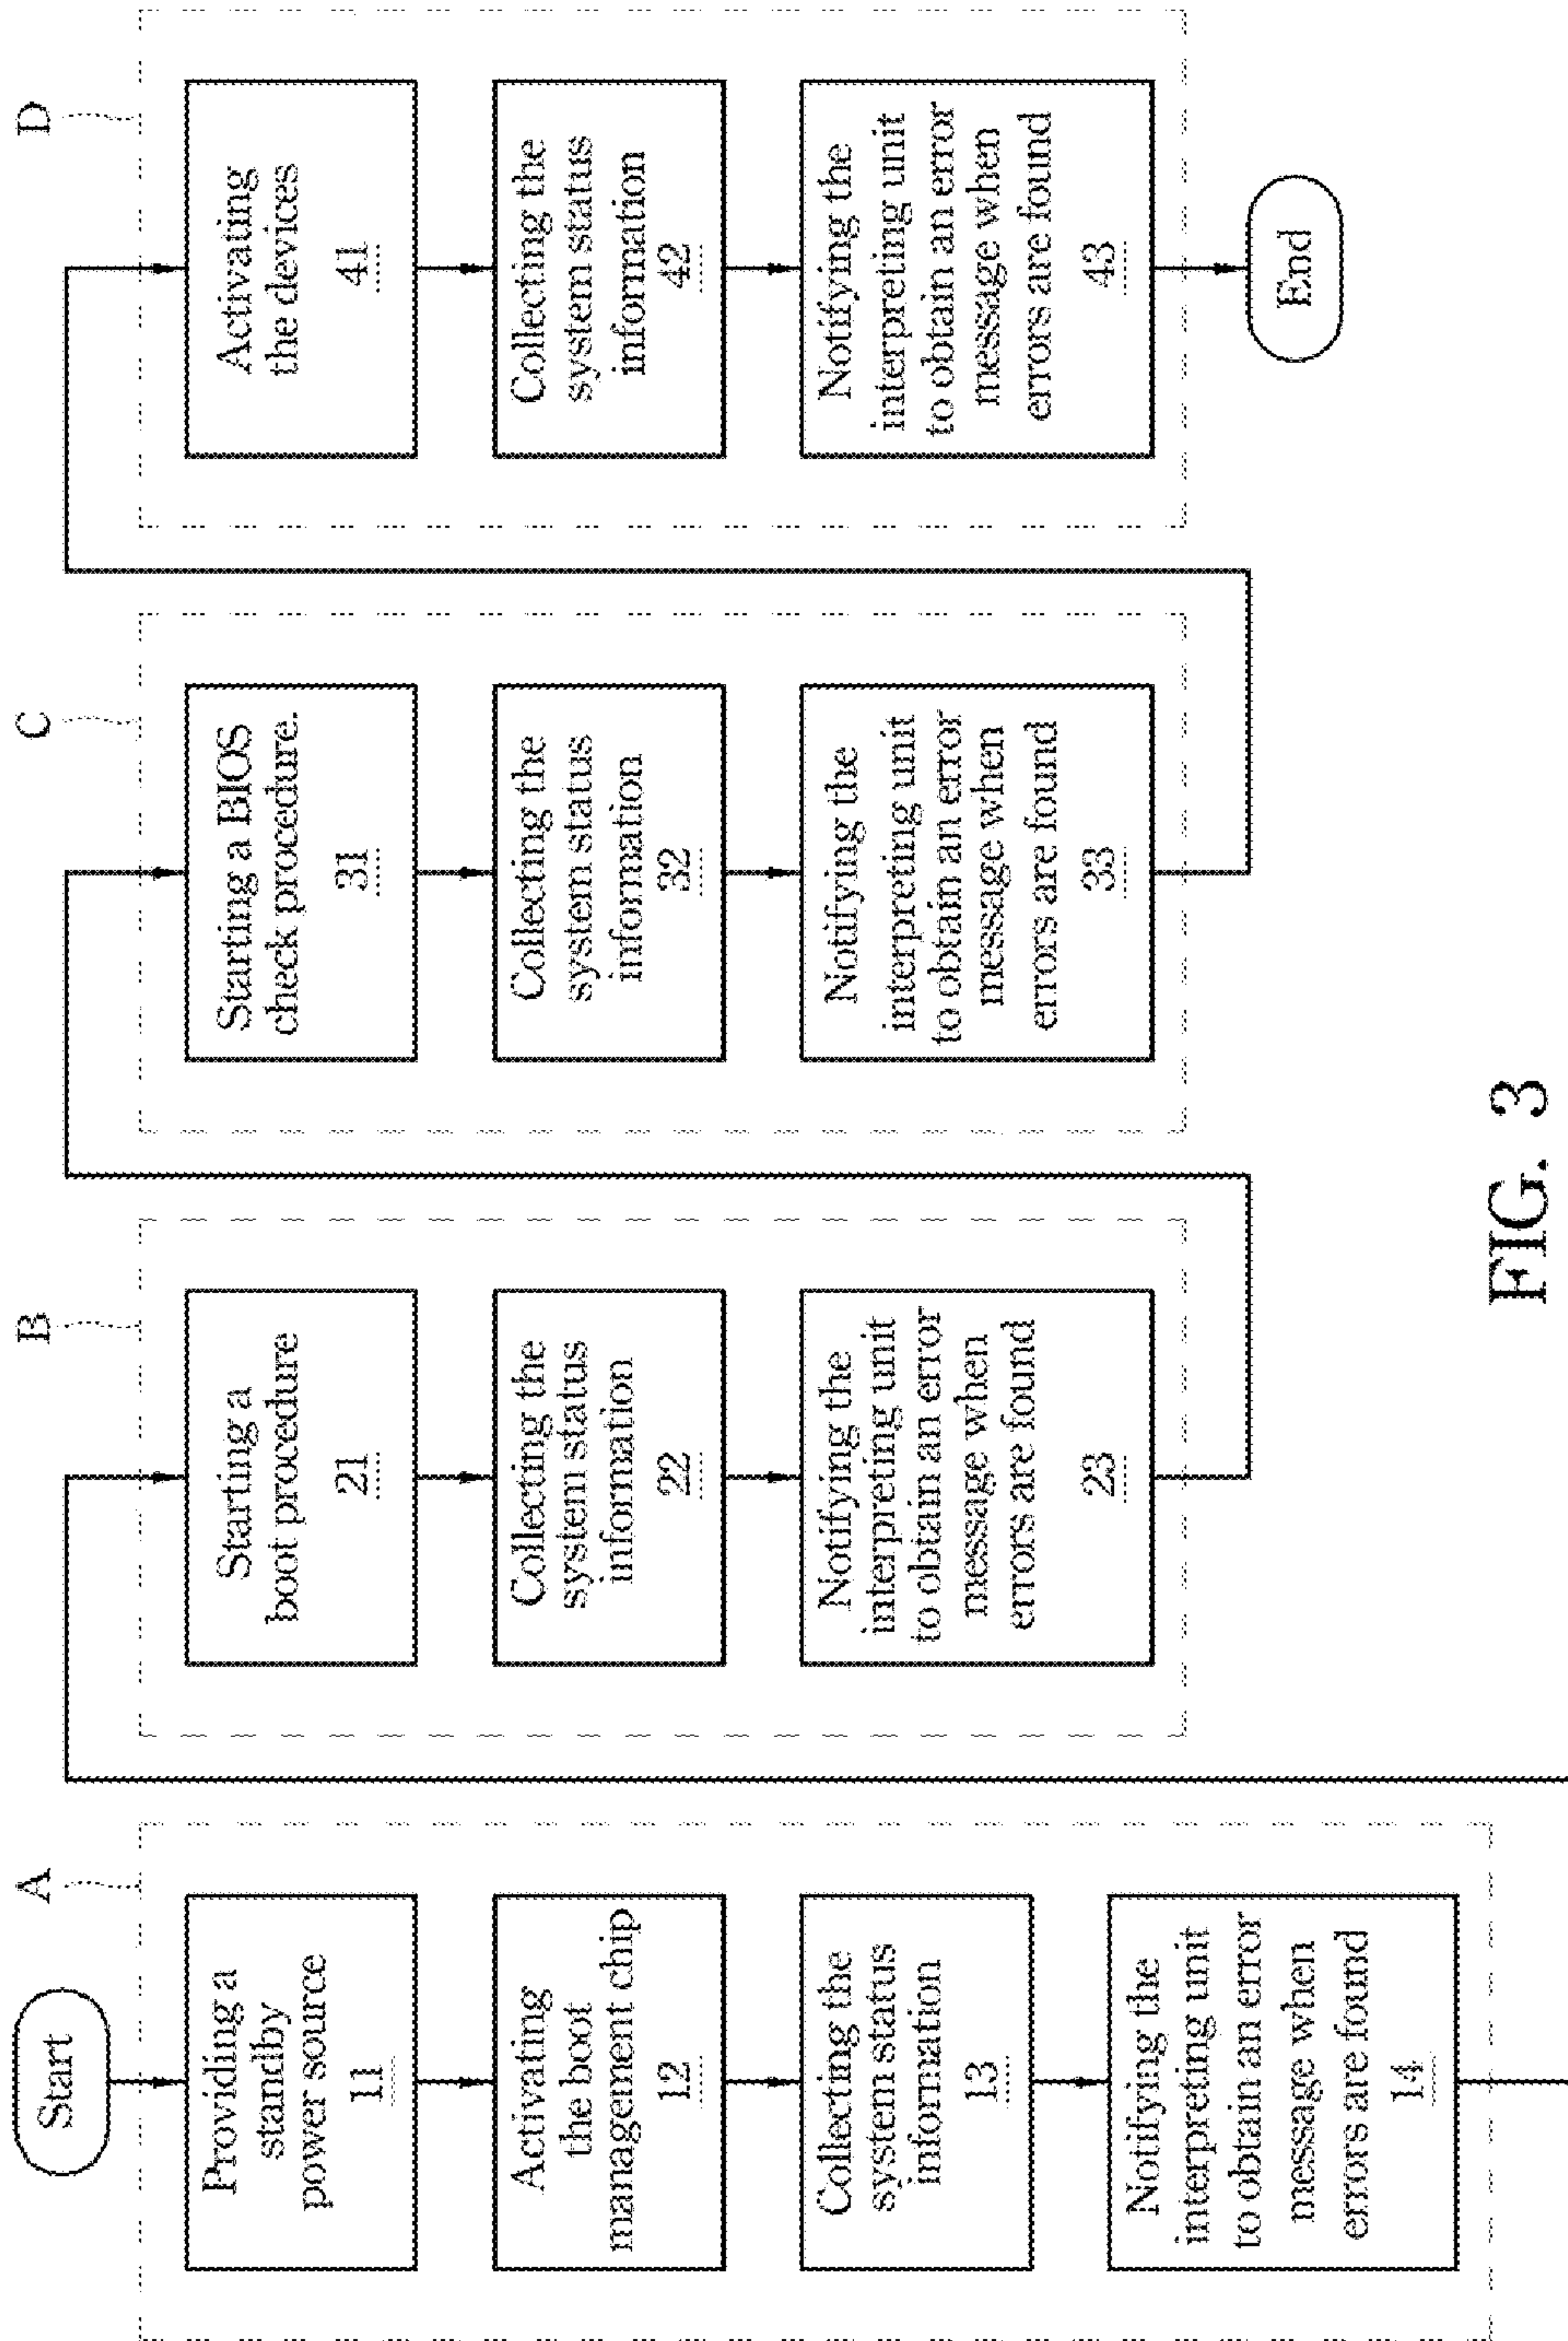 Start
A
Providing a
standby
power source
11
Activating
the boot
management chip
12
Collecting the
system status
information
13
Notifying the
interpreting unit
to obtain an error
message when
errors are found
14
B
Starting a
boot procedure
21
Collecting the
system status
information
22
Notifying the
interpreting unit
to obtain an error
message when
errors are found
23
C
Starting a BIOS
check procedure.
31
Collecting the
system status
information
32
Notifying the
interpreting unit
to obtain an error
message when
errors are found
33
D
Activating
the devices
41
Collecting the
system status
information
42
Notifying the
interpreting unit
to obtain an error
message when
errors are found
43
End
FIG. 3